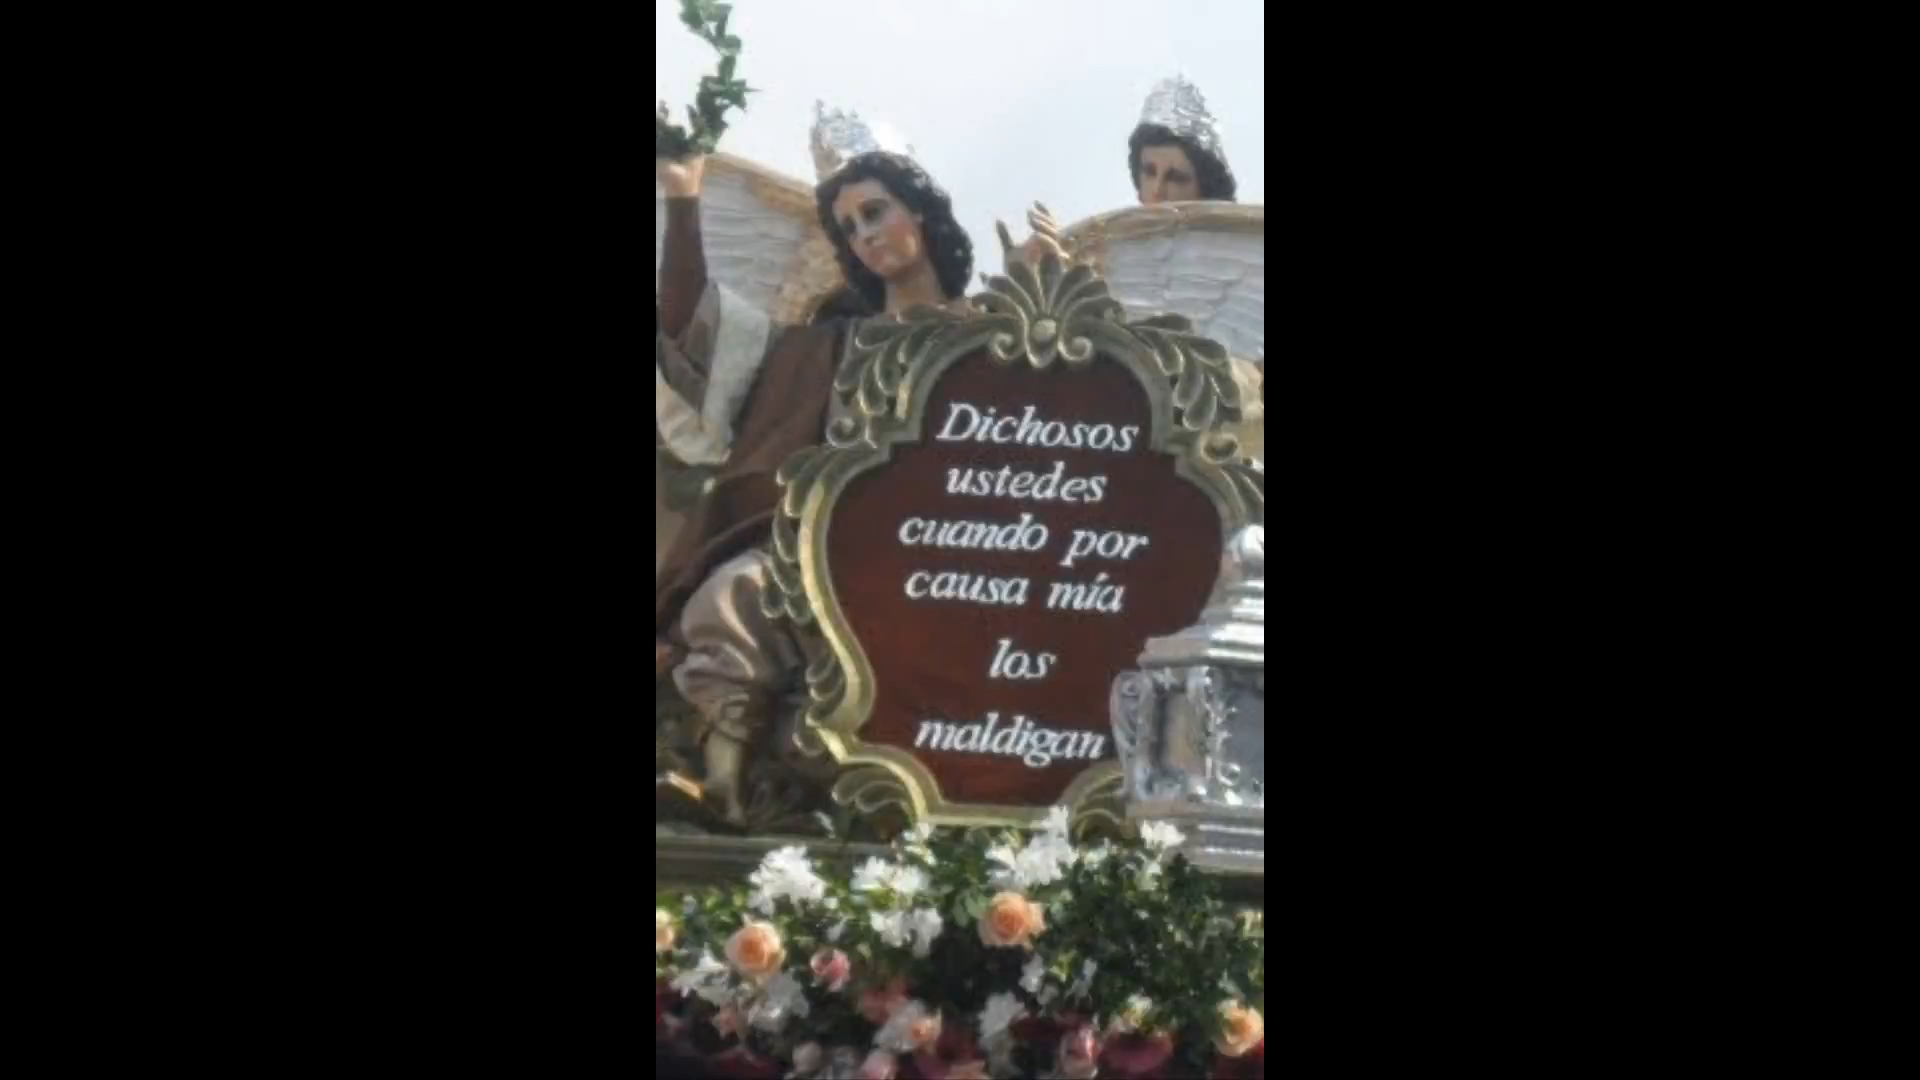 Dichosos
ustedes
cuando por
causa mía
los
maldigan